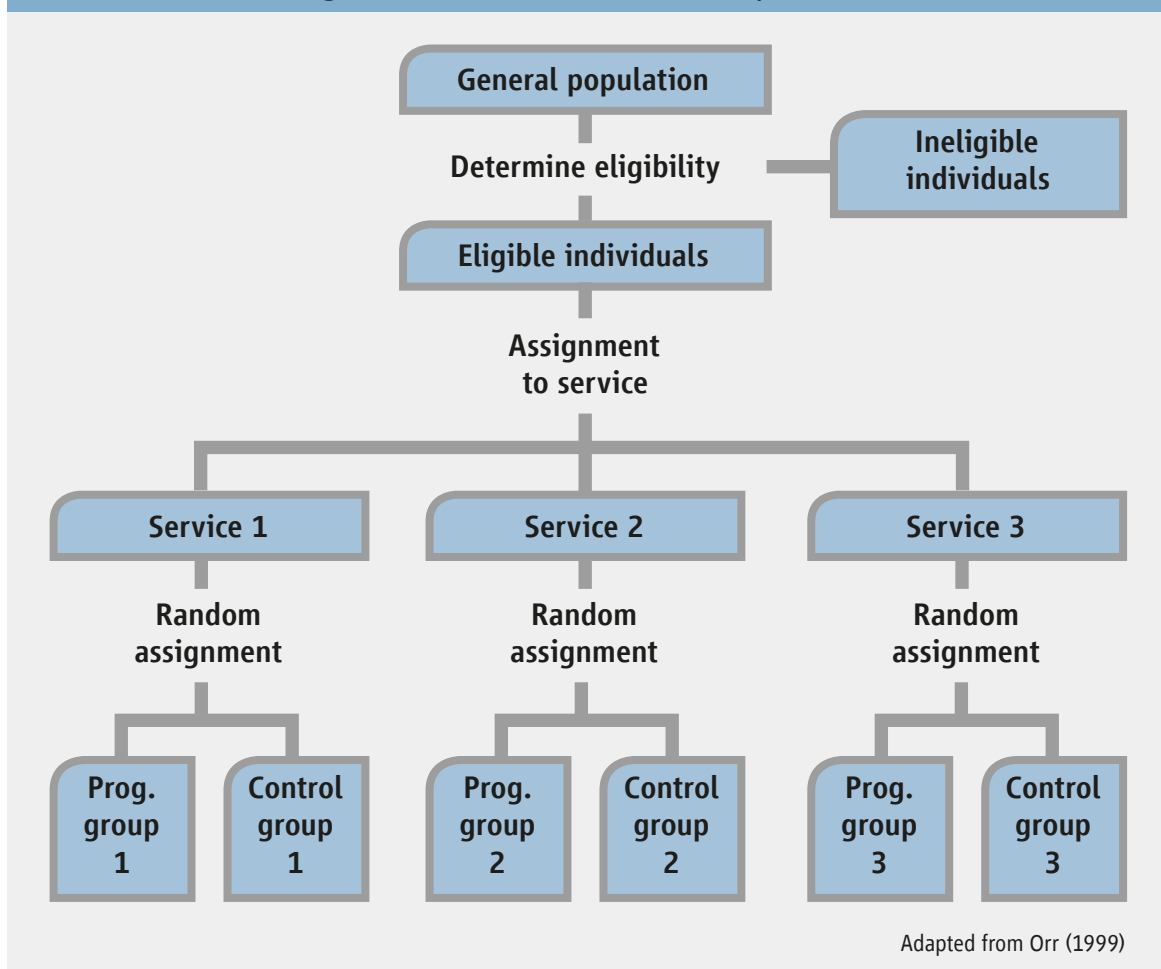 General population
Determine eligibility
Ineligible
individuals
Eligible individuals
Assignment
to service
Service 1
Service 2
Service 3
Random
assignment
Random
assignment
Random
assignment
Prog.
group
1
Control
group
1
Prog.
group
2
Control
group
2
Prog.
group
3
Control
group
3
Adapted from Orr (1999)